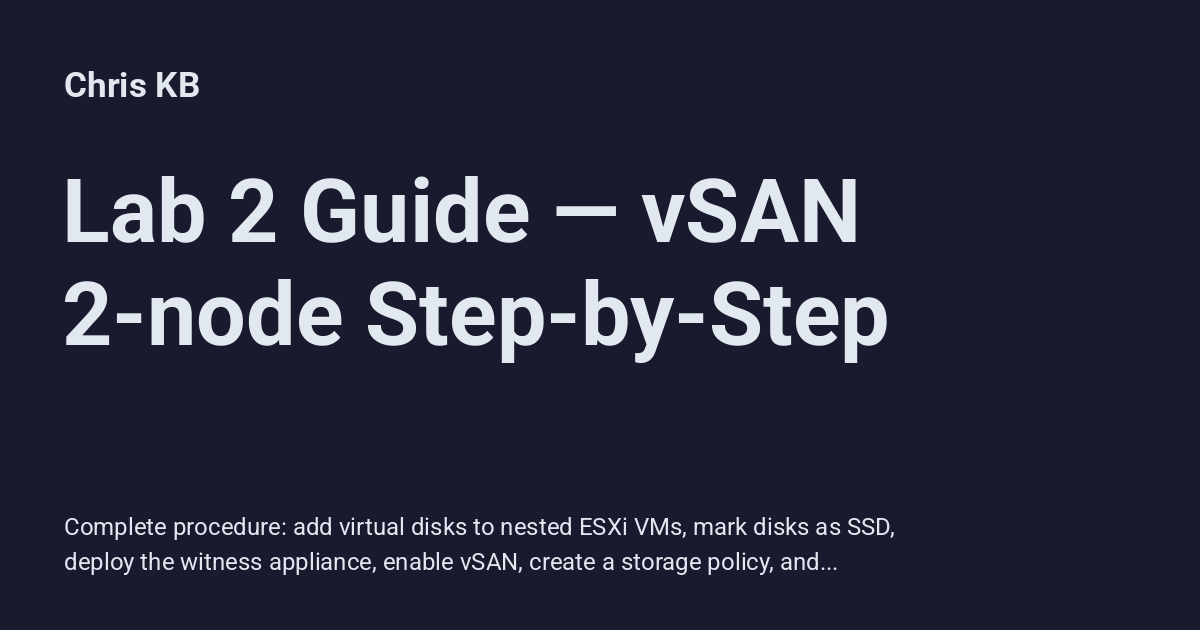 Chris KB
Lab 2 Guide — vSAN
2-node Step-by-Step
Complete procedure: add virtual disks to nested ESXi VMs, mark disks as SSD,
deploy the witness appliance, enable vSAN, create a storage policy, and...